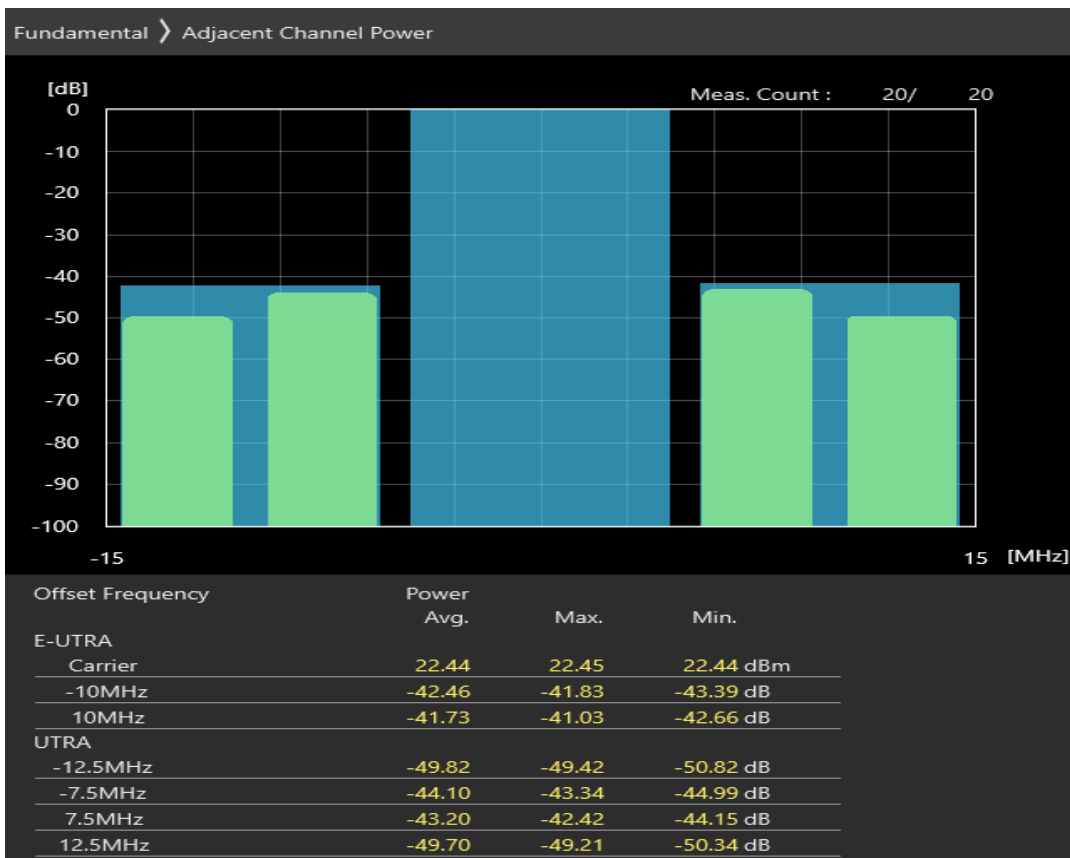 Fundamental 〉 Adjacent Channel Power
[dB]
Meas. Count : 20/ 20
0
-10
-20
-30
-40
-50
-60
-70
-80
-90
-100
-15 15 [MHz]
Offset Frequency Power
Avg. Max. Min.
E-UTRA
Carrier 22.44 22.45 22.44 dBm
-10MHz -42.46 -41.83 -43.39 dB
10MHz -41.73 -41.03 -42.66 dB
UTRA
-12.5MHz -49.82 -49.42 -50.82 dB
-7.5MHz -44.10 -43.34 -44.99 dB
7.5MHz -43.20 -42.42 -44.15 dB
12.5MHz -49.70 -49.21 -50.34 dB